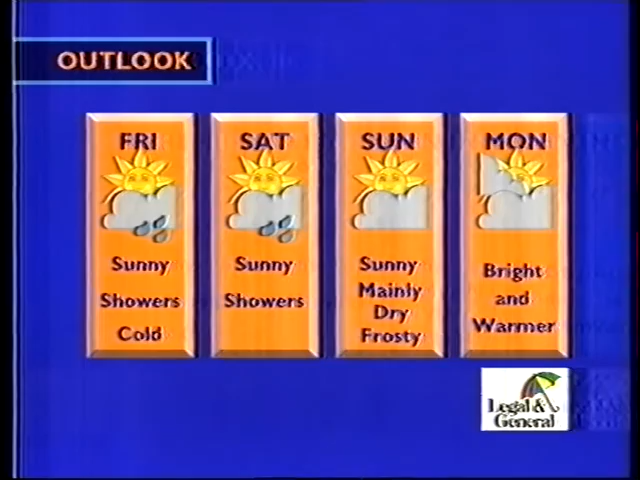 OUTLOOK
FRI
Sunny
Showers
Cold
SAT
Sunny
Showers
SUN
Sunny
Mainly
Dry
Frosty
MON
Bright
and
Warmer
Legal &
General